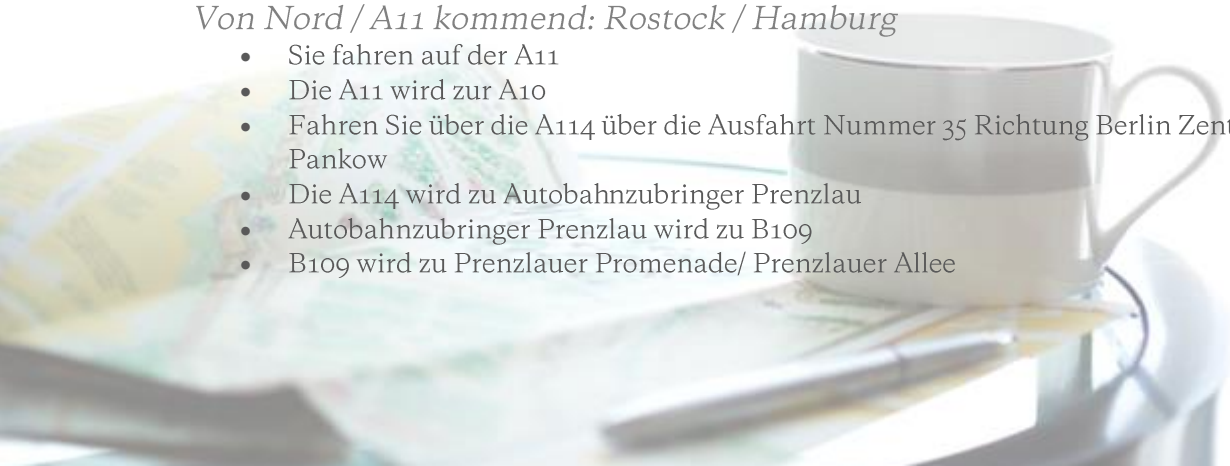 Von Nord / A11 kommend: Rostock / Hamburg
• Sie fahren auf der A11
• Die A11 wird zur A10
• Fahren Sie über die A114 über die Ausfahrt Nummer 35 Richtung Berlin
Pankow
• Die A114 wird zu Autobahnzubringer Prenzlau
• Autobahnzubringer Prenzlau wird zu B109
• B109 wird zu Prenzlauer Promenade/ Prenzlauer Allee